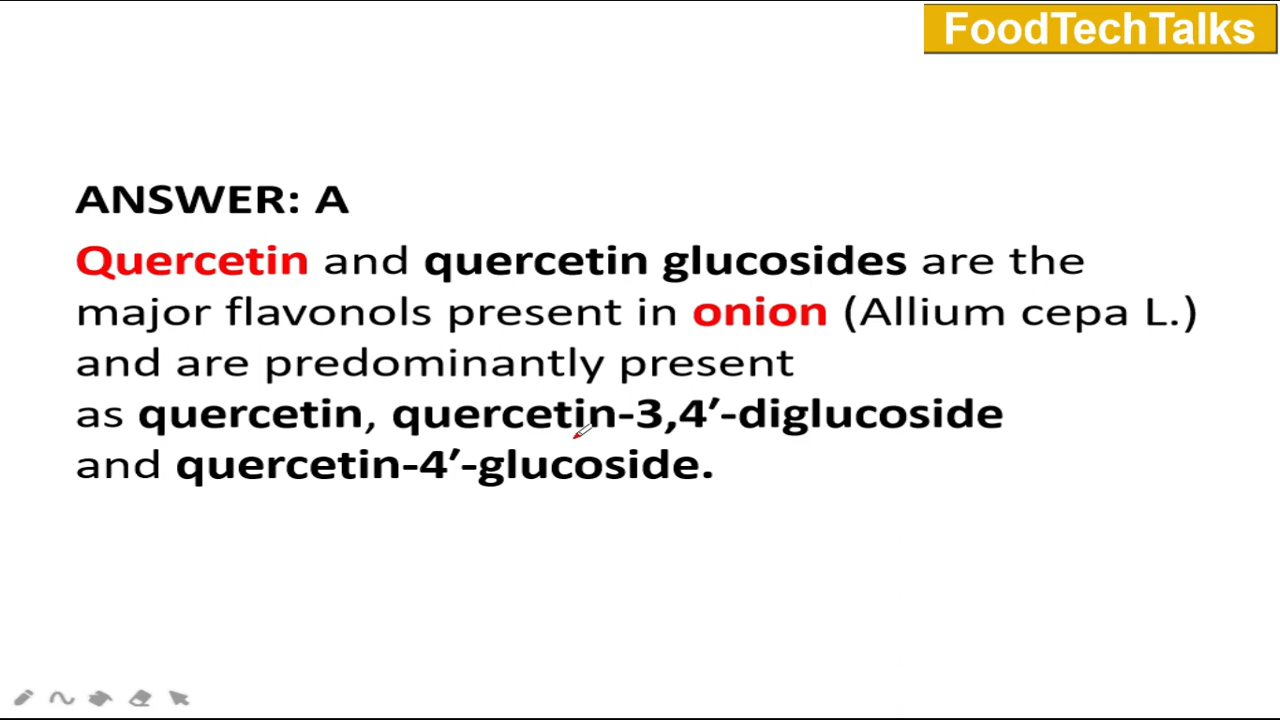 FoodTechTalks
ANSWER: A
Quercetin and quercetin glucosides are the
major flavonols present in onion (Allium cepa L.)
and are predominantly present
as quercetin, quercetin-3,4′-diglucoside
and quercetin-4′-glucoside.